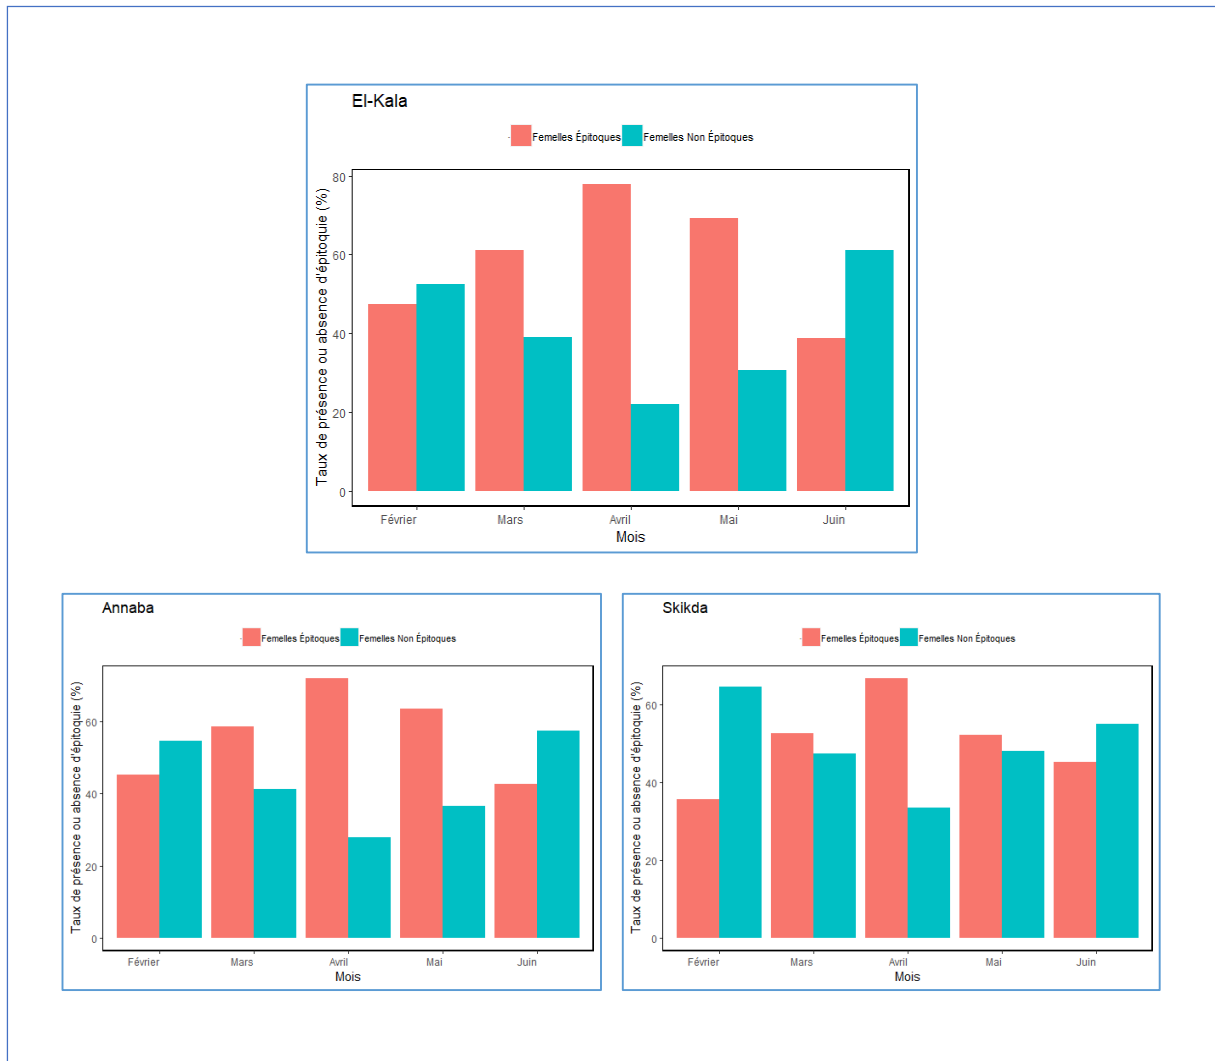 El-Kala
Femelles Épitoques Femelles Non Épitoques
Taux de présence ou absence d'épitoquie (%)
80
60
40
20
0
Février Mars Avril Mai Juin
Mois
Annaba
Femelles Épitoques Femelles Non Épitoques
Taux de présence ou absence d'épitoquie (%)
60
40
20
0
Février Mars Avril Mai Juin
Mois
Skikda
Femelles Épitoques Femelles Non Épitoques
Taux de présence ou absence d'épitoquie (%)
60
40
20
0
Février Mars Avril Mai Juin
Mois